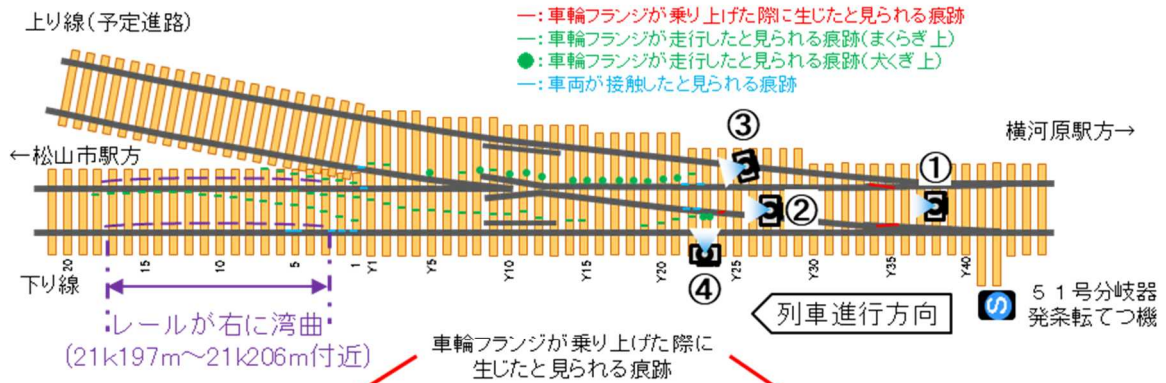 上り線(予定進路)
―:車輪フランジが乗り上げた際に生じたと見られる痕跡
―:車輪フランジが走行したと見られる痕跡(まくらぎ上)
●:車輪フランジが走行したと見られる痕跡(犬くぎ上)
―:車両が接触したと見られる痕跡
③
横河原駅方→
←松山市駅方
①
②
④
20 15 10 5 1 Y1 Y5 Y10 Y15 Y20 Y25 Y30 Y35 Y40
下り線
S
51号分岐器
発条転てつ機
列車進行方向
レールが右に湾曲
(21k197m～21k206m付近)
車輪フランジが乗り上げた際に
生じたと見られる痕跡